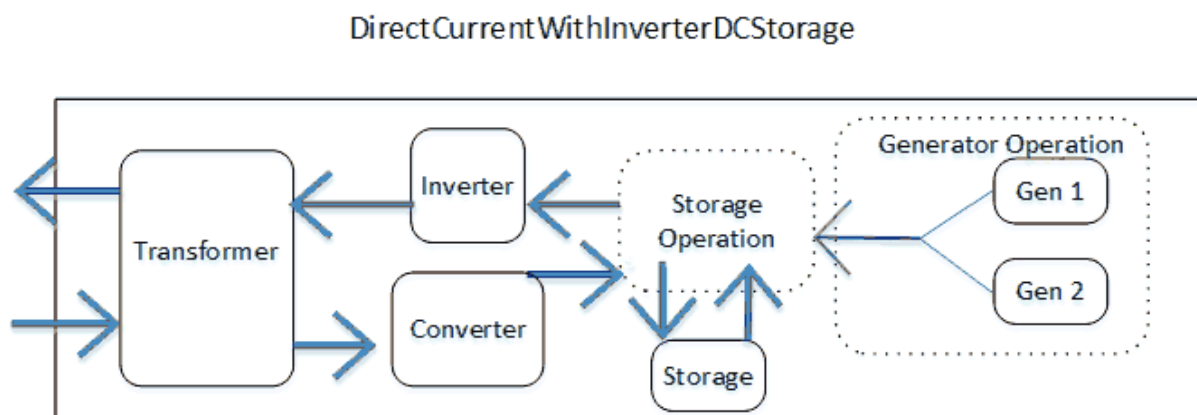 DirectCurrentWithInverterDCStorage
Generator Operation
Inverter
Gen 1
Storage
Operation
Transformer
Gen 2
Converter
Storage